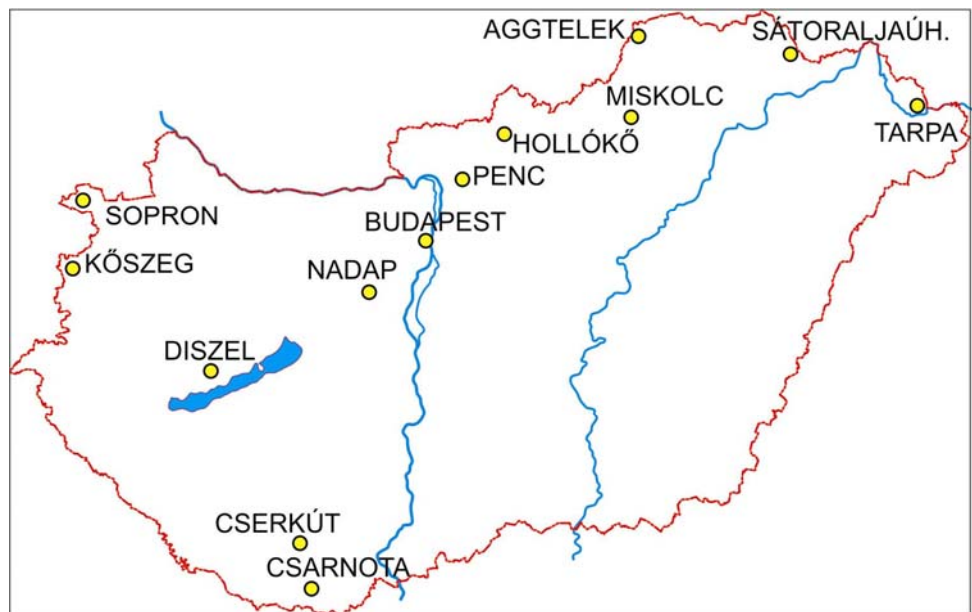 AGGTELEK
SÁTORALJAÚH.
MISKOLC
TARPA
HOLLÓKŐ
PENC
SOPRON
BUDAPEST
KŐSZEG
NADAP
DISZEL
CSERKÚT
CSARNOTA